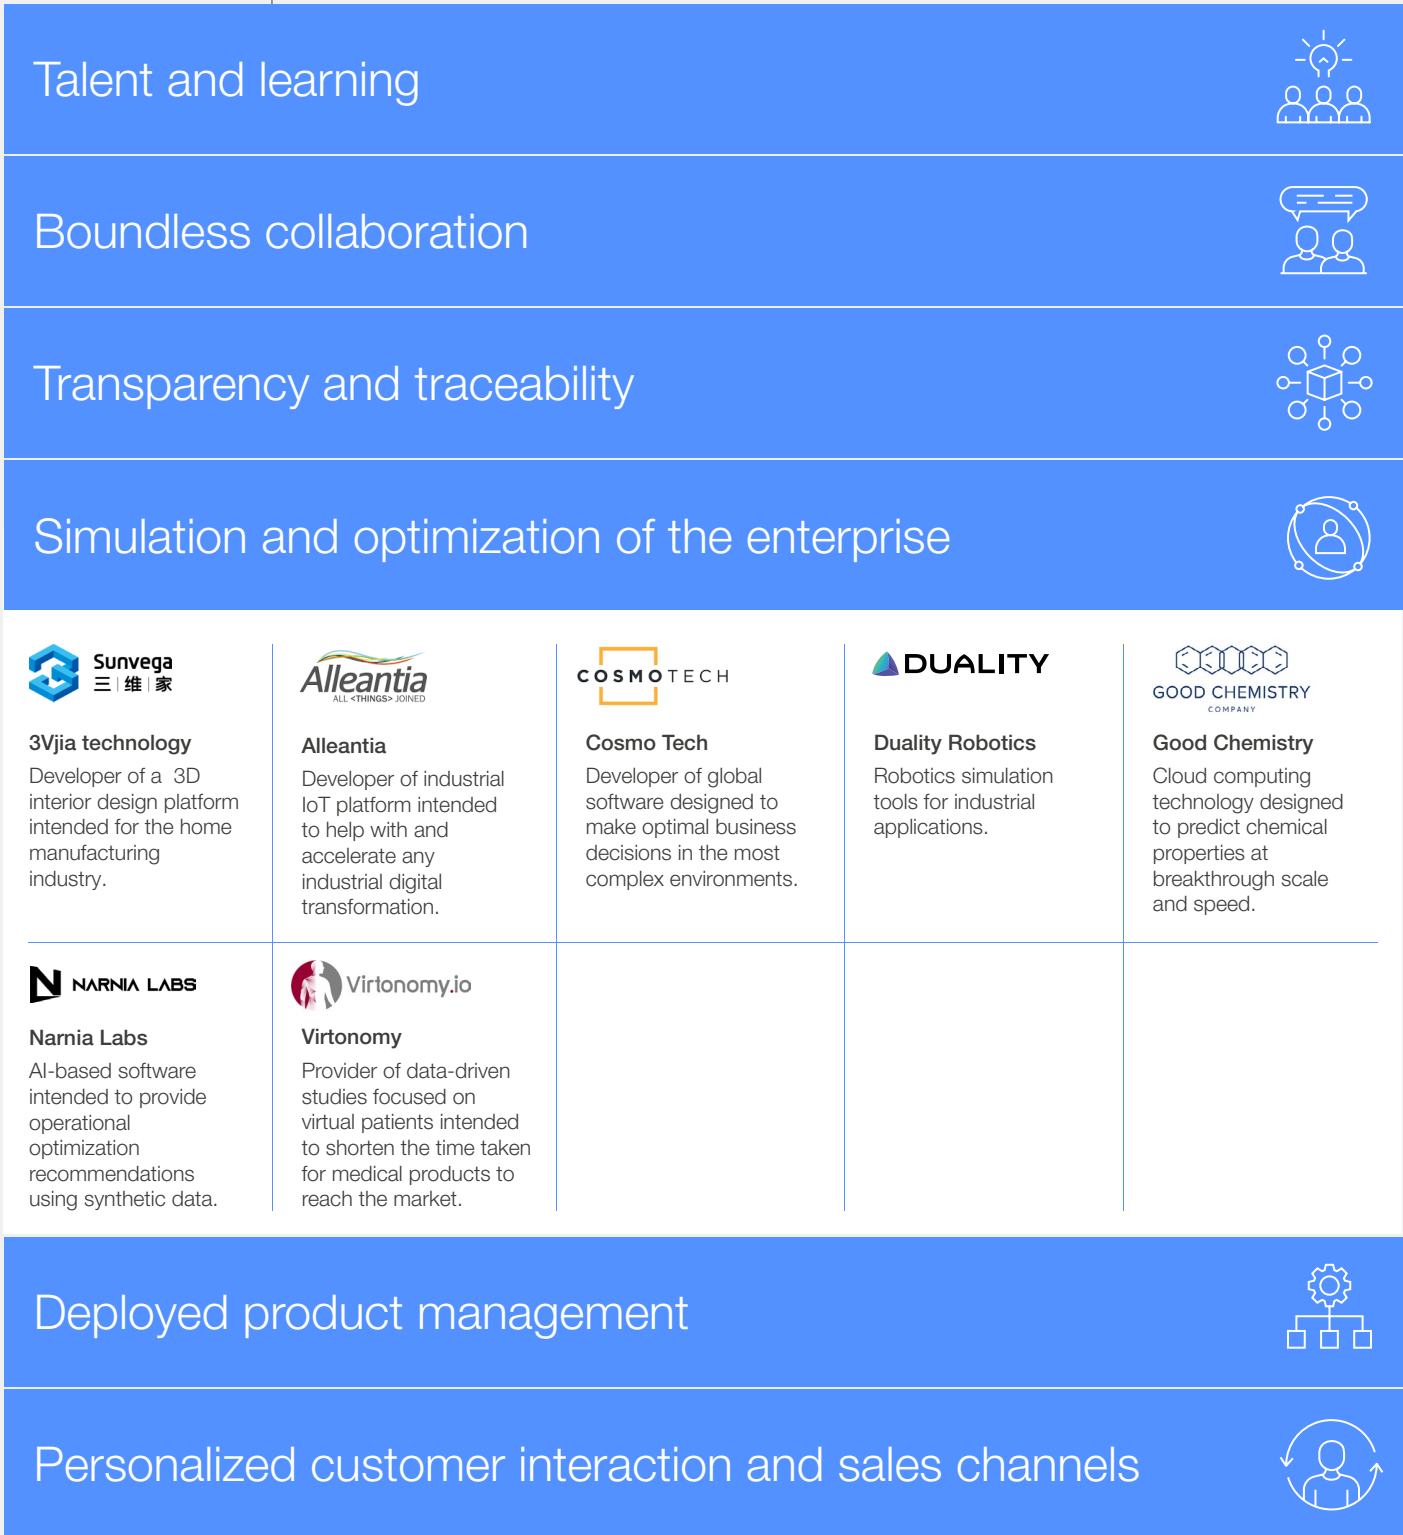 Talent and learning
Boundless collaboration
Transparency and traceability
Simulation and optimization of the enterprise
Sunvega
三|维|家
3Vjia technology
Developer of a 3D
interior design platform
intended for the home
manufacturing
industry.
Alleantia
ALL <THINGS> JOINED
Alleantia
Developer of industrial
IoT platform intended
to help with and
accelerate any
industrial digital
transformation.
COSMOTECH
Cosmo Tech
Developer of global
software designed to
make optimal business
decisions in the most
complex environments.
DUALITY
Duality Robotics
Robotics simulation
tools for industrial
applications.
GOOD CHEMISTRY
COMPANY
Good Chemistry
Cloud computing
technology designed
to predict chemical
properties at
breakthrough scale
and speed.
NARNIA LABS
Narnia Labs
AI-based software
intended to provide
operational
optimization
recommendations
using synthetic data.
Virtonomy.io
Virtonomy
Provider of data-driven
studies focused on
virtual patients intended
to shorten the time taken
for medical products to
reach the market.
Deployed product management
Personalized customer interaction and sales channels